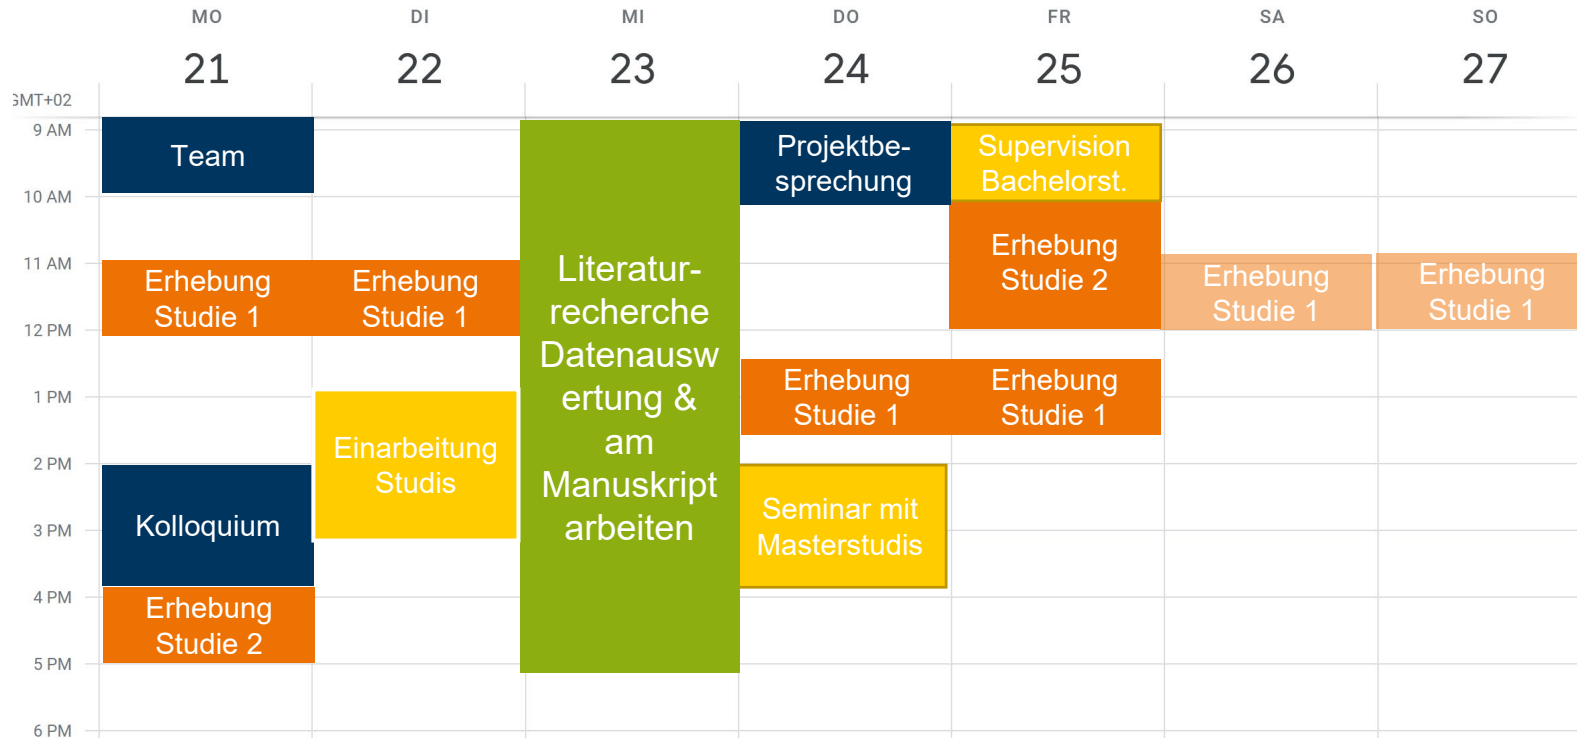 MO DI MI DO FR SA SO
21 22 23 24 25 26 27
GMT+02
9 AM
10 AM
11 AM
12 PM
1 PM
2 PM
3 PM
4 PM
5 PM
6 PM
Team
Erhebung
Studie 1
Kolloquium
Erhebung
Studie 2
Erhebung
Studie 1
Einarbeitung
Studis
Literatur-
recherche
Datenausw
ertung &
am
Manuskript
arbeiten
Projektbe-
sprechung
Erhebung
Studie 1
Seminar mit
Masterstudis
Supervision
Bachelorst.
Erhebung
Studie 2
Erhebung
Studie 1
Erhebung
Studie 1
Erhebung
Studie 1